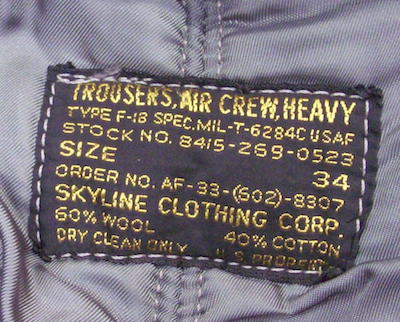 TROUSERS, AIR CREW, HEAVY
TYPE F-1B SPEC. MIL-T-6284C USAF
STOCK NO. 8415-269-0523
SIZE 34
ORDER NO. AF-33-(602)-8307
SKYLINE CLOTHING CORP.
60% WOOL 40% COTTON
DRY CLEAN ONLY U.S. PROPERTY